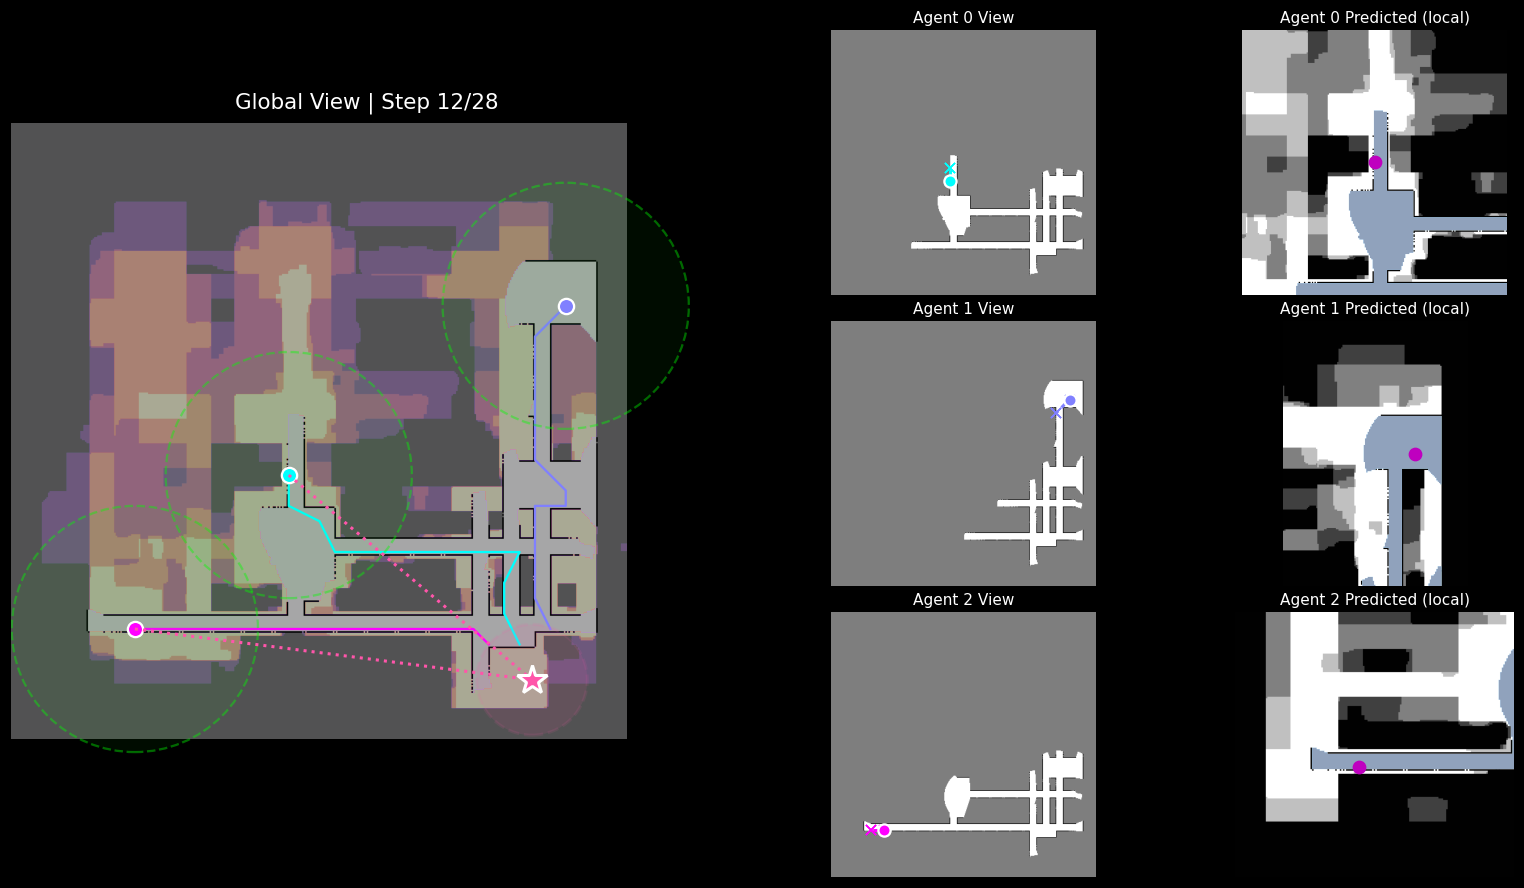 Global View | Step 12/28
Agent 0 View
Agent 0 Predicted (local)
Agent 1 View
Agent 1 Predicted (local)
Agent 2 View
Agent 2 Predicted (local)